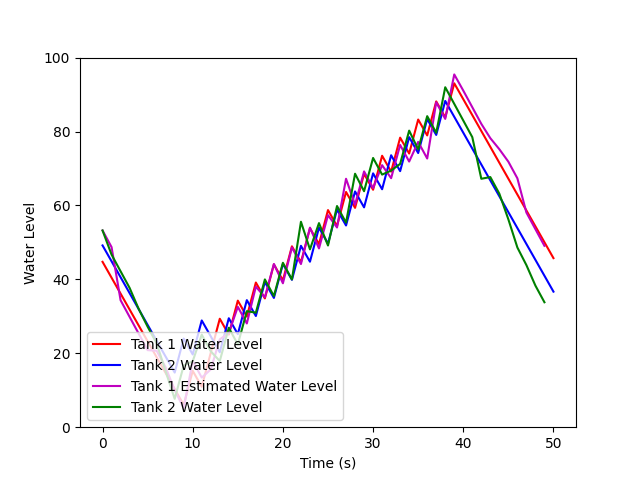 100
80
60
40
20
0
Water Level
Tank 1 Water Level
Tank 2 Water Level
Tank 1 Estimated Water Level
Tank 2 Water Level
0 10 20 30 40 50
Time (s)